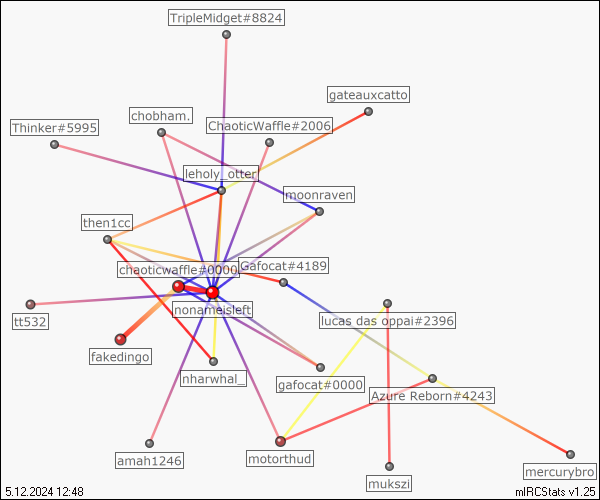 TripleMidget#8824
gateauxcatto
chobham.
Thinker#5995
ChaoticWaffle#2006
leholy_otter
moonraven
then1cc
Gafocat#4189
chaoticwaffle#0000
nonameisleft
tt532
lucas das oppai#2396
fakedingo
nharwhal_
gafocat#0000
Azure Reborn#4243
amah1246
motorthud
mukszi
mercurybro
5.12.2024 12:48
mIRCStats v1.25